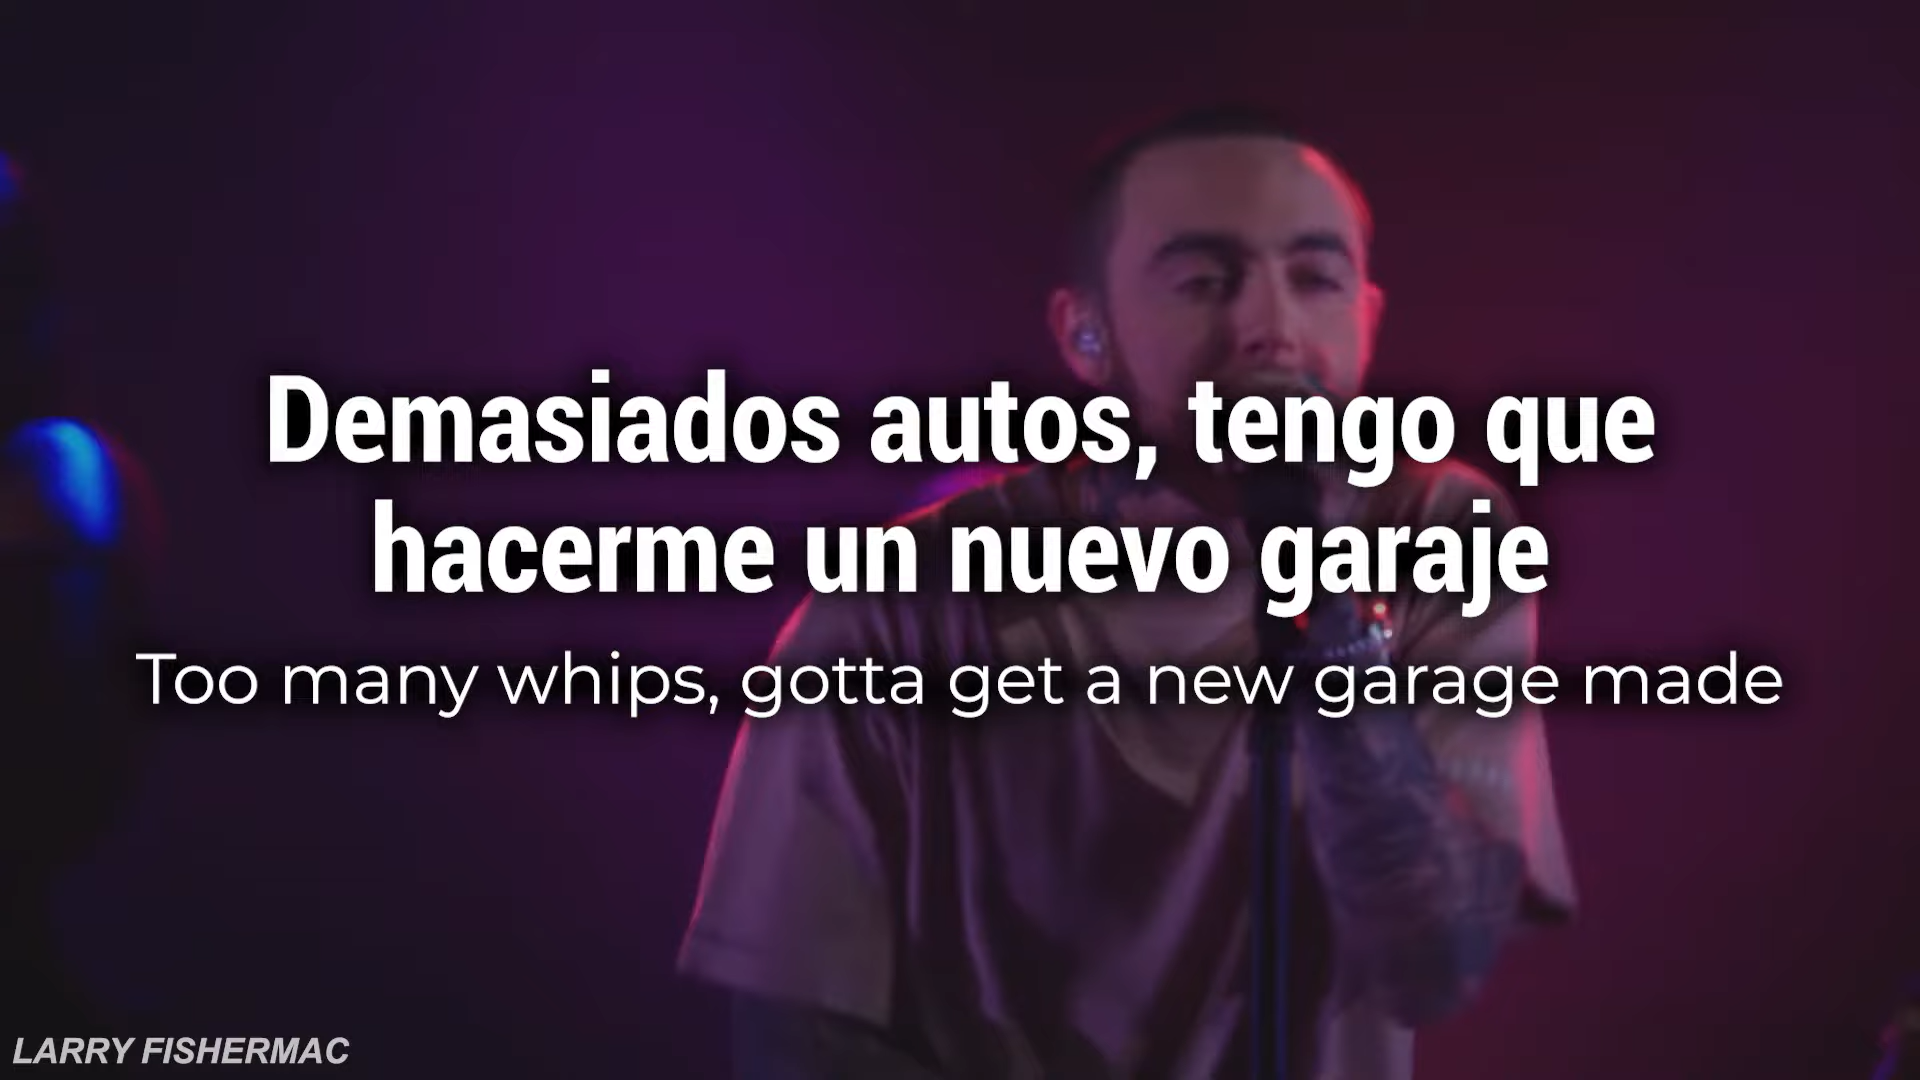 Demasiados autos, tengo que
hacerme un nuevo garaje
Too many whips, gotta get a new garage made
LARRY FISHERMAC